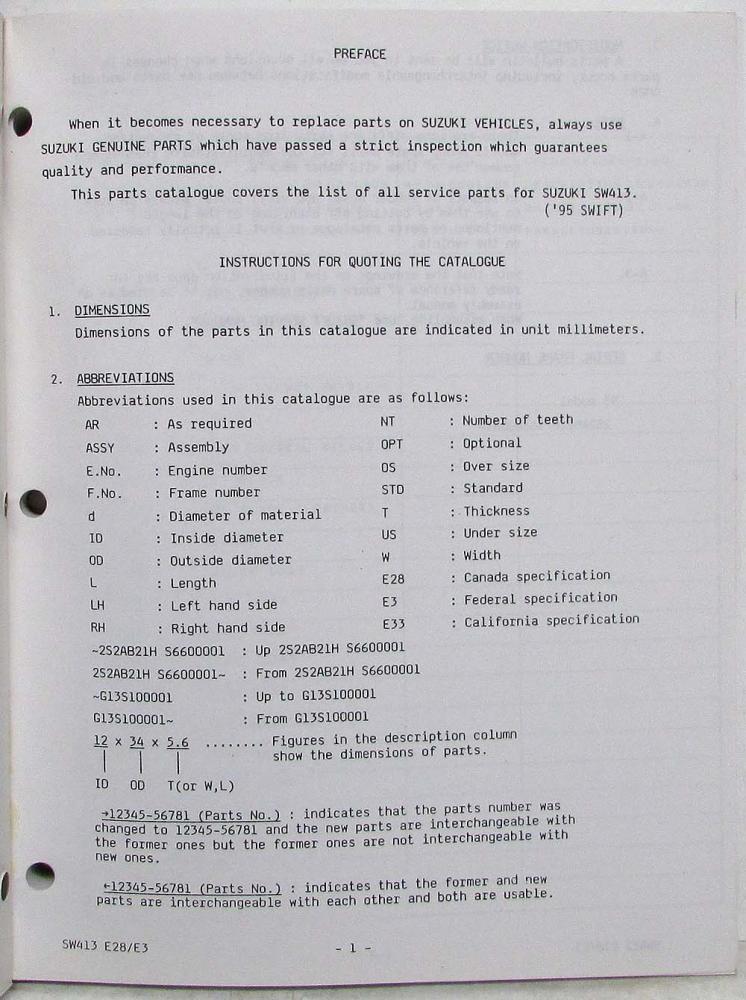 PREFACE
When it becomes necessary to replace parts on SUZUKI VEHICLES, always use
SUZUKI GENUINE PARTS which have passed a strict inspection which guarantees
quality and performance.
This parts catalogue covers the list of all service parts for SUZUKI SW413.
('95 SWIFT)
INSTRUCTIONS FOR QUOTING THE CATALOGUE
1. DIMENSIONS
Dimensions of the parts in this catalogue are indicated in unit millimeters.
2. ABBREVIATIONS
Abbreviations used in this catalogue are as follows:
AR : As required NT : Number of teeth
ASSY : Assembly OPT : Optional
E.No. : Engine number OS : Over size
F.No. : Frame number STD : Standard
d : Diameter of material T : Thickness
ID : Inside diameter US : Under size
OD : Outside diameter W : Width
L : Length E28 : Canada specification
LH : Left hand side E3 : Federal specification
RH : Right hand side E33 : California specification
~2S2AB21H S6600001 : Up 2S2AB21H S6600001
2S2AB21H S6600001~ : From 2S2AB21H S6600001
~G13S100001 : Up to G13S100001
G13S100001~ : From G13S100001
12 x 34 x 5.6 ........ Figures in the description column
show the dimensions of parts.
ID OD T(or W,L)
→12345-56781 (Parts No.) : indicates that the parts number was
changed to 12345-56781 and the new parts are interchangeable with
the former ones but the former ones are not interchangeable with
new ones.
←12345-56781 (Parts No.) : indicates that the former and new
parts are interchangeable with each other and both are usable.
SW413 E28/E3 - 1 -